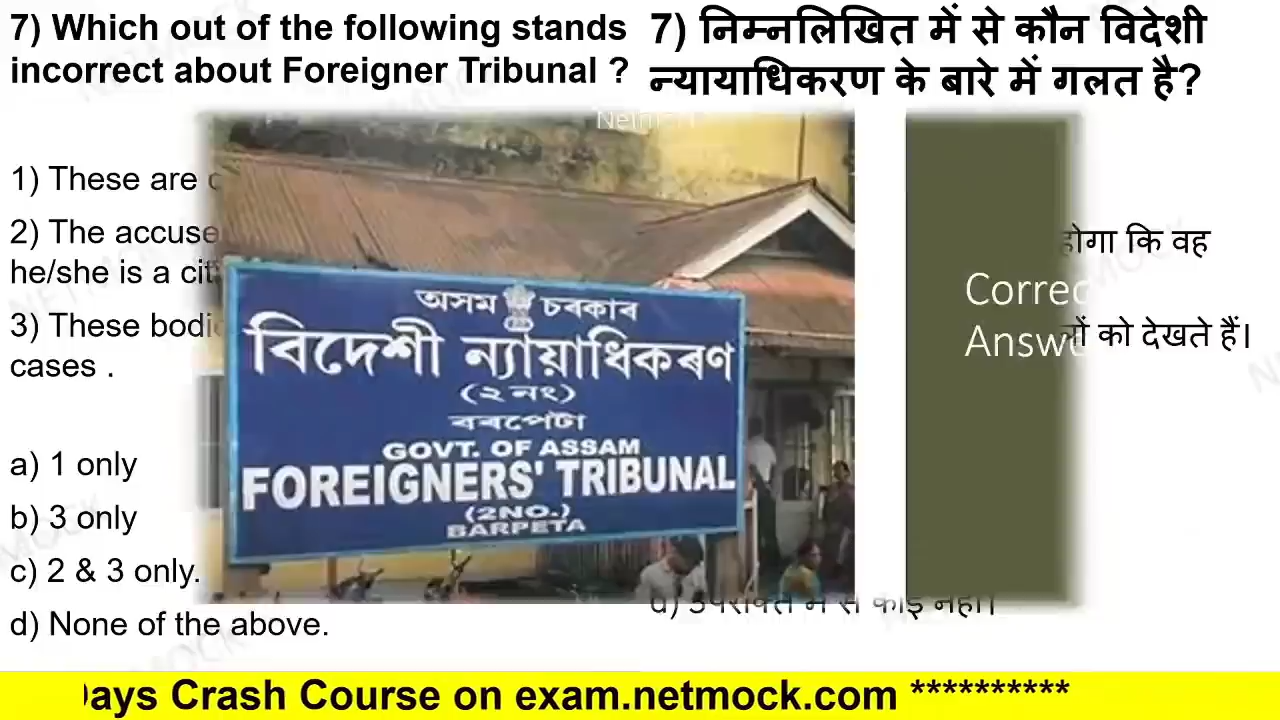 7) Which out of the following stands
incorrect about Foreigner Tribunal ?
1) These are
2) The accuse
he/she is a cit
3) These bodi
cases .
a) 1 only
b) 3 only
c) 2 & 3 only.
d) None of the above.
7) निम्नलिखित में से कौन विदेशी
न्यायाधिकरण के बारे में गलत है?
होगा कि वह
को देखते हैं।
অসম চৰকাৰ
বিদেশী ন্যায়াধিকৰণ
(২ নং)
বৰপেটা
GOVT. OF ASSAM
FOREIGNERS' TRIBUNAL
(2NO.)
BARPETA
Correc
Answ
d) उपरोक्त में से कोई नहीं।
Days Crash Course on exam.netmock.com **********